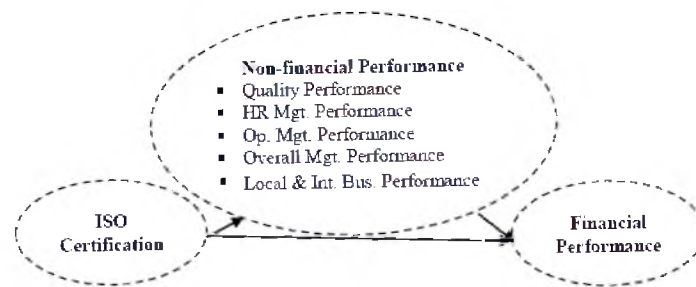 Non-financial Performance
▪ Quality Performance
▪ HR Mgt. Performance
▪ Op. Mgt. Performance
▪ Overall Mgt. Performance
▪ Local & Int. Bus. Performance
ISO
Certification
Financial
Performance